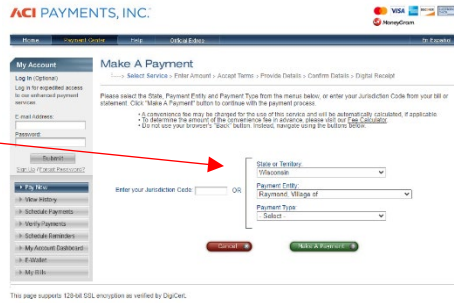 ACI PAYMENTS, INC.
VISA
MoneyGram
Home
Payment Center
Help
Official Edress
En Español
My Account
Log In (Optional)
Log in for expedited access
to our enhanced payment
services.
E-mail Address:
Password:
Submit
Sign Up / Forgot Password?
Pay Now
View History
Schedule Payments
Verify Payments
Schedule Reminders
My Account Dashboard
E-Wallet
My Bills
Make A Payment
Select Service » Enter Amount » Accept Terms » Provide Details » Confirm Details » Digital Receipt
Please select the State, Payment Entity and Payment Type from the menus below, or enter your Jurisdiction Code from your bill or
statement. Click "Make A Payment" button to continue with the payment process.
• A convenience fee may be charged for the use of this service and will be automatically calculated, if applicable.
• To determine the amount of the convenience fee in advance, please visit our Fee Calculator.
• Do not use your browser's "Back" button. Instead, navigate using the buttons below.
Enter your Jurisdiction Code:
OR
State or Territory:
Wisconsin
Payment Entity:
Raymond, Village of
Payment Type:
- Select -
Cancel
Make A Payment
This page supports 128-bit SSL encryption as verified by DigiCert.